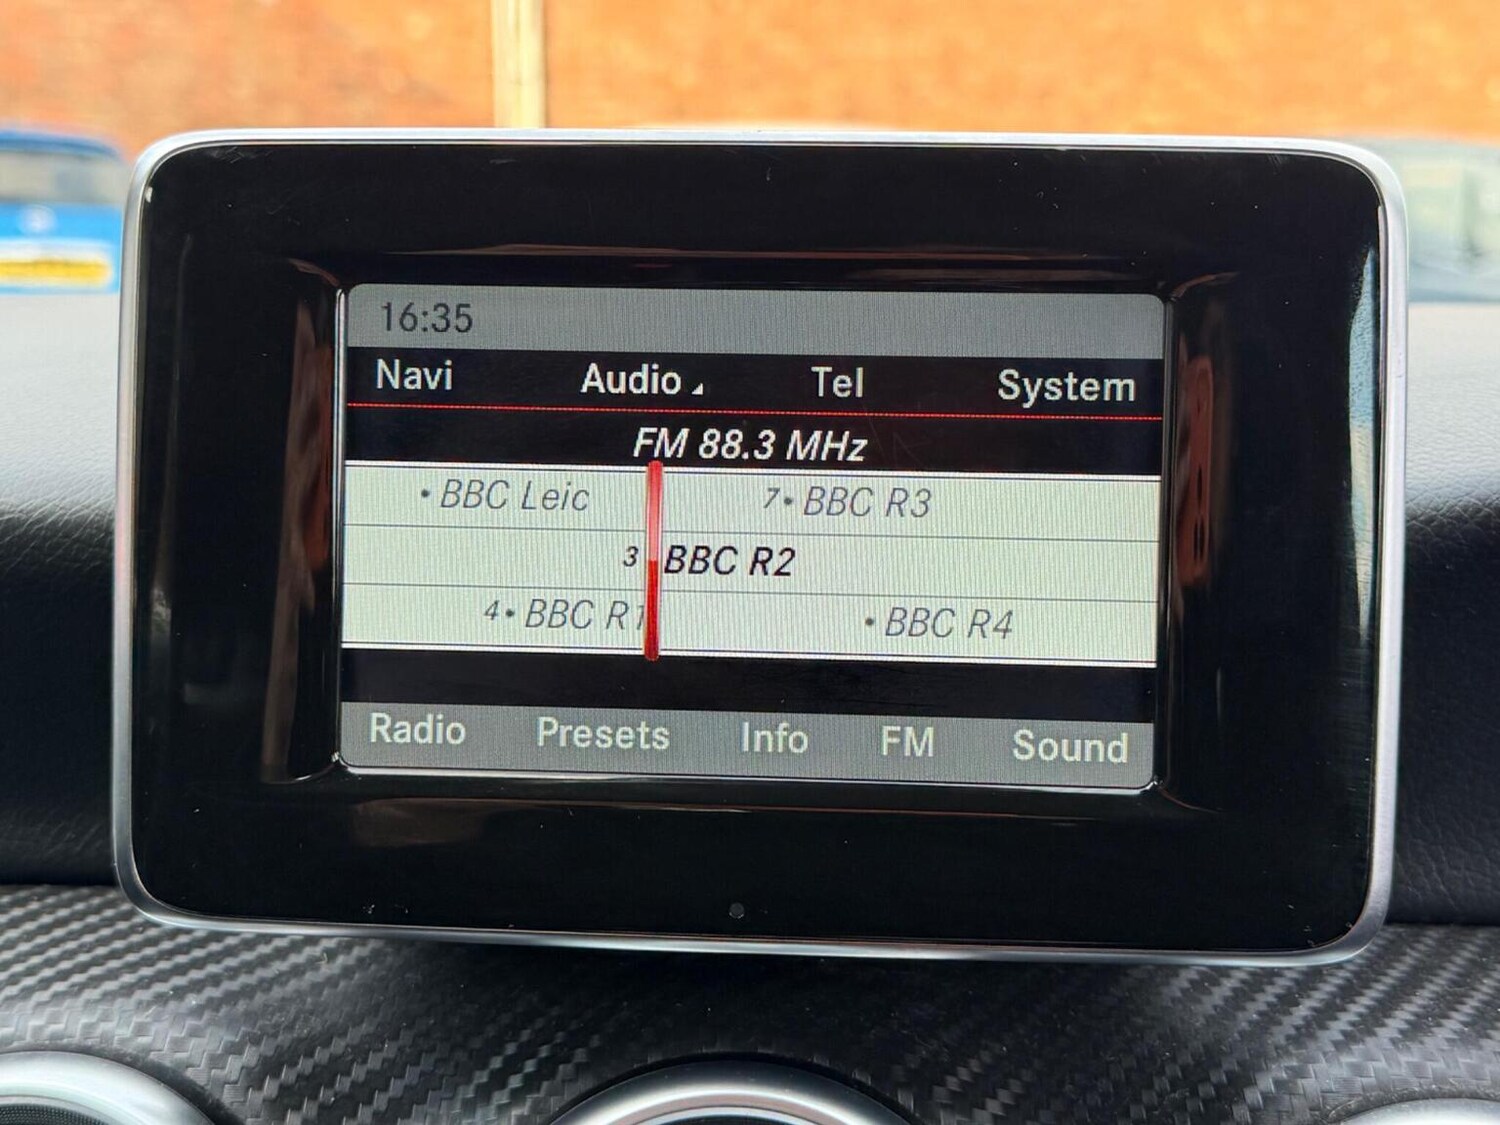 16:35
Navi Audio Tel System
FM 88.3 MHz
• BBC Leic 7• BBC R3
3 BBC R2
4• BBC R1 • BBC R4
Radio Presets Info FM Sound